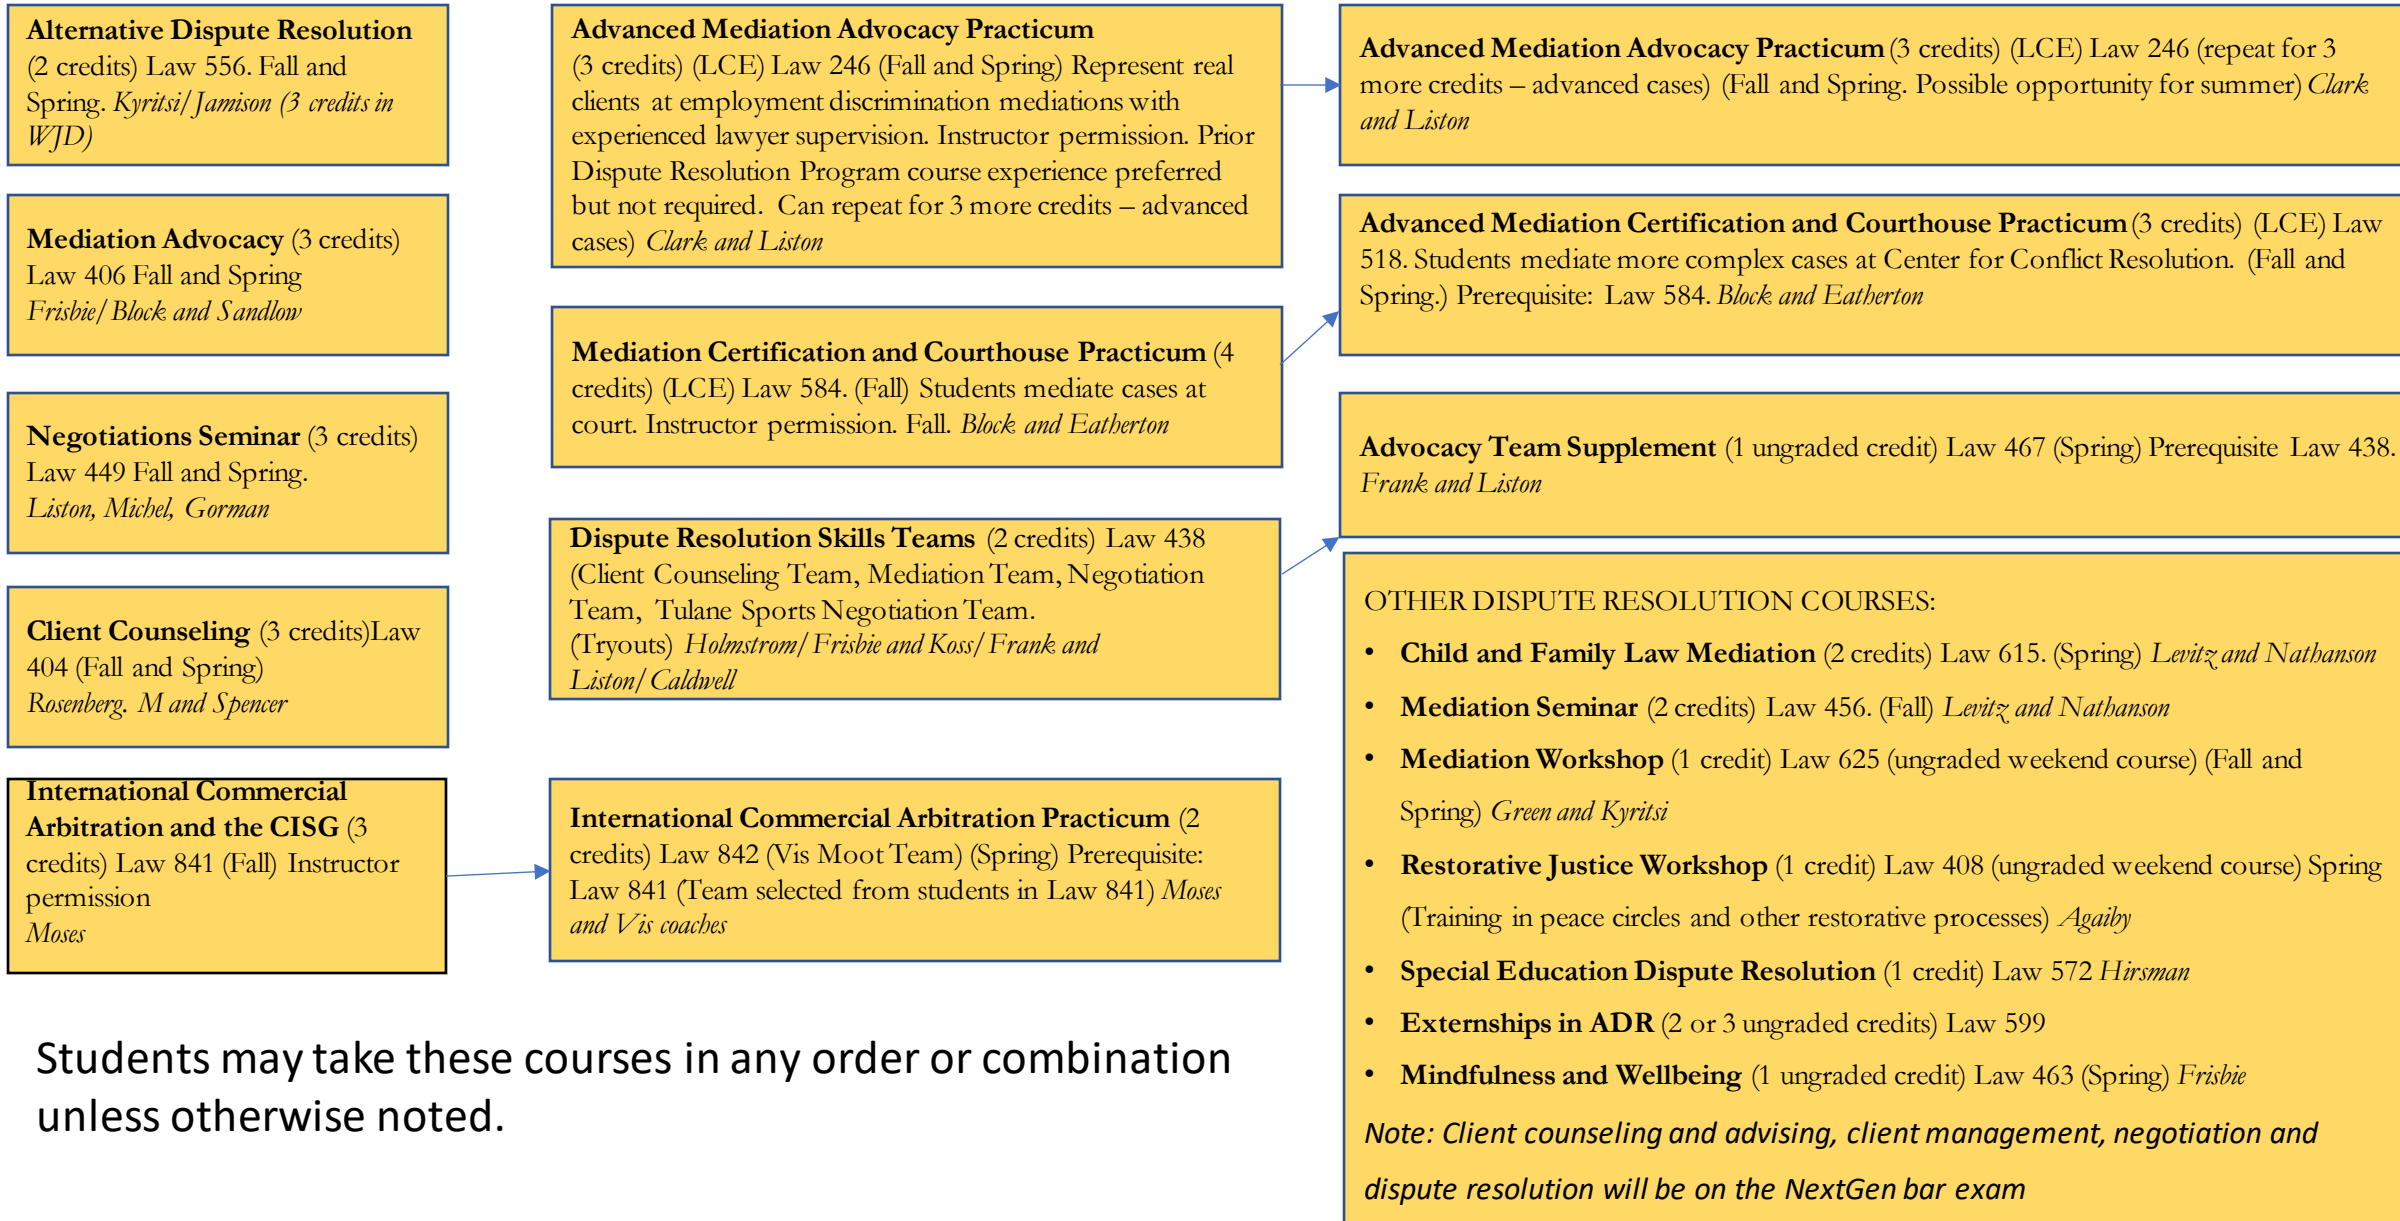 Alternative Dispute Resolution
(2 credits) Law 556. Fall and
Spring. Kyritsi/Jamison (3 credits in
WJD)
Mediation Advocacy (3 credits)
Law 406 Fall and Spring
Frisbie/Block and Sandlow
Negotiations Seminar (3 credits)
Law 449 Fall and Spring.
Liston, Michel, Gorman
Client Counseling (3 credits)Law
404 (Fall and Spring)
Rosenberg. M and Spencer
International Commercial
Arbitration and the CISG (3
credits) Law 841 (Fall) Instructor
permission
Moses
Advanced Mediation Advocacy Practicum
(3 credits) (LCE) Law 246 (Fall and Spring) Represent real
clients at employment discrimination mediations with
experienced lawyer supervision. Instructor permission. Prior
Dispute Resolution Program course experience preferred
but not required. Can repeat for 3 more credits – advanced
cases) Clark and Liston
Mediation Certification and Courthouse Practicum (4
credits) (LCE) Law 584. (Fall) Students mediate cases at
court. Instructor permission. Fall. Block and Eatherton
Dispute Resolution Skills Teams (2 credits) Law 438
(Client Counseling Team, Mediation Team, Negotiation
Team, Tulane Sports Negotiation Team.
(Tryouts) Holmstrom/Frisbie and Koss/Frank and
Liston/Caldwell
International Commercial Arbitration Practicum (2
credits) Law 842 (Vis Moot Team) (Spring) Prerequisite:
Law 841 (Team selected from students in Law 841) Moses
and Vis coaches
Advanced Mediation Advocacy Practicum (3 credits) (LCE) Law 246 (repeat for 3
more credits – advanced cases) (Fall and Spring. Possible opportunity for summer) Clark
and Liston
Advanced Mediation Certification and Courthouse Practicum (3 credits) (LCE) Law
518. Students mediate more complex cases at Center for Conflict Resolution. (Fall and
Spring.) Prerequisite: Law 584. Block and Eatherton
Advocacy Team Supplement (1 ungraded credit) Law 467 (Spring) Prerequisite Law 438.
Frank and Liston
OTHER DISPUTE RESOLUTION COURSES:
• Child and Family Law Mediation (2 credits) Law 615. (Spring) Levitz and Nathanson
• Mediation Seminar (2 credits) Law 456. (Fall) Levitz and Nathanson
• Mediation Workshop (1 credit) Law 625 (ungraded weekend course) (Fall and
Spring) Green and Kyritsi
• Restorative Justice Workshop (1 credit) Law 408 (ungraded weekend course) Spring
(Training in peace circles and other restorative processes) Agaiby
• Special Education Dispute Resolution (1 credit) Law 572 Hirsman
• Externships in ADR (2 or 3 ungraded credits) Law 599
• Mindfulness and Wellbeing (1 ungraded credit) Law 463 (Spring) Frisbie
Note: Client counseling and advising, client management, negotiation and
dispute resolution will be on the NextGen bar exam
Students may take these courses in any order or combination
unless otherwise noted.